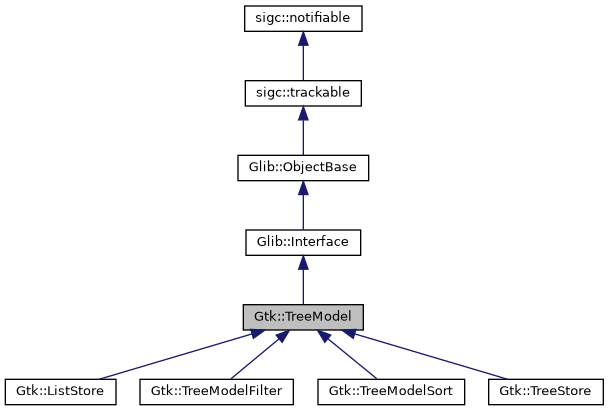 sigc::notifiable
sigc::trackable
Glib::ObjectBase
Glib::Interface
Gtk::TreeModel
Gtk::ListStore
Gtk::TreeModelFilter
Gtk::TreeModelSort
Gtk::TreeStore